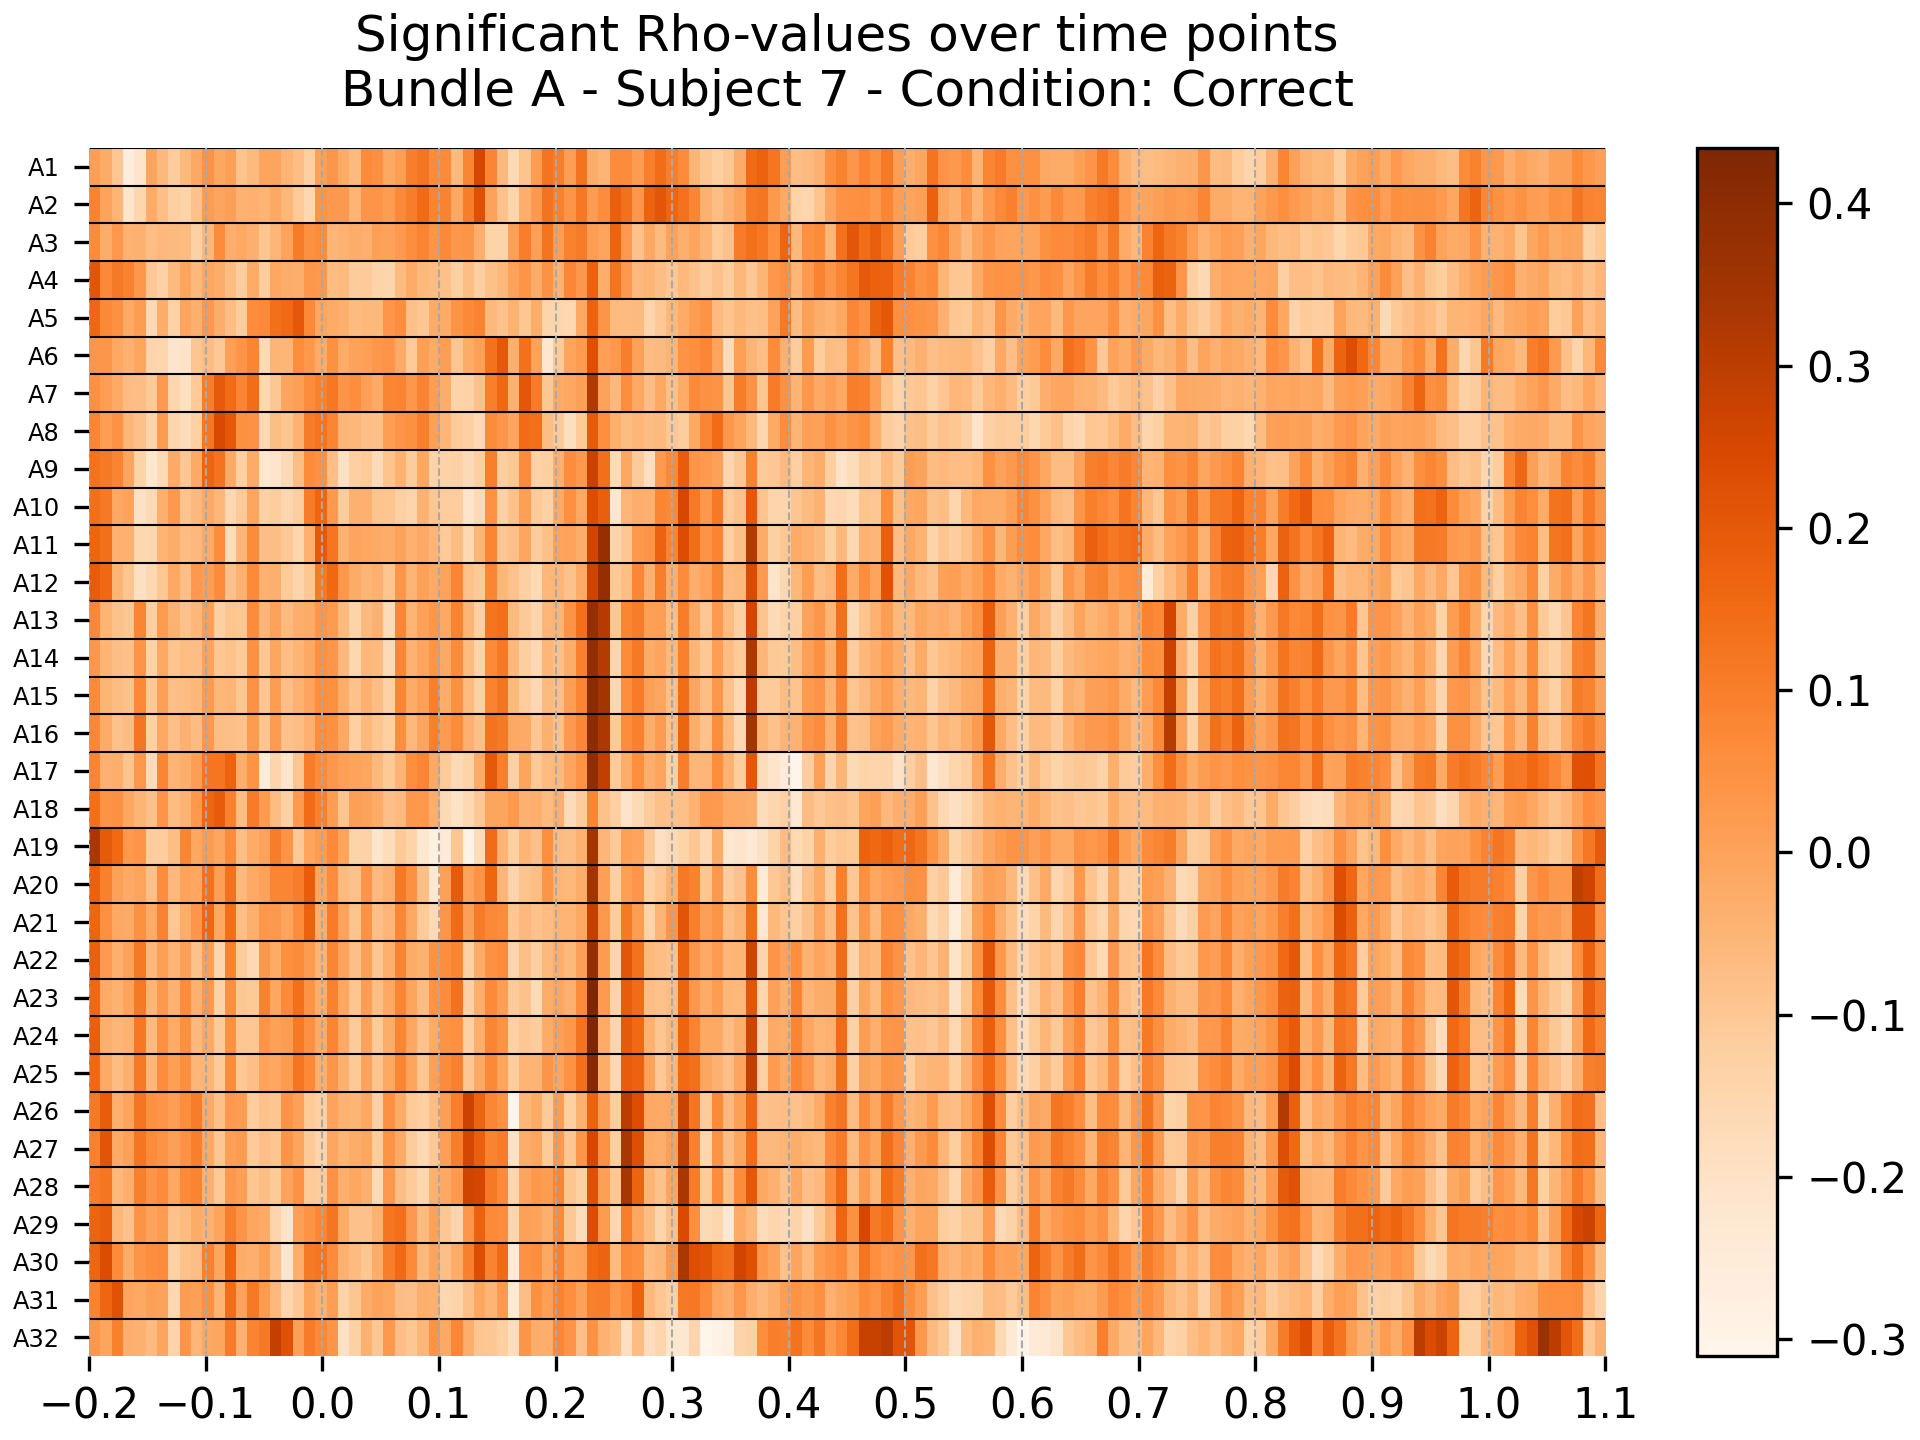 Significant Rho-values over time points
Bundle A - Subject 7 - Condition: Correct
A1
A2
A3
A4
A5
A6
A7
A8
A9
A10
A11
A12
A13
A14
A15
A16
A17
A18
A19
A20
A21
A22
A23
A24
A25
A26
A27
A28
A29
A30
A31
A32
−0.2 −0.1 0.0 0.1 0.2 0.3 0.4 0.5 0.6 0.7 0.8 0.9 1.0 1.1
0.4
0.3
0.2
0.1
0.0
−0.1
−0.2
−0.3